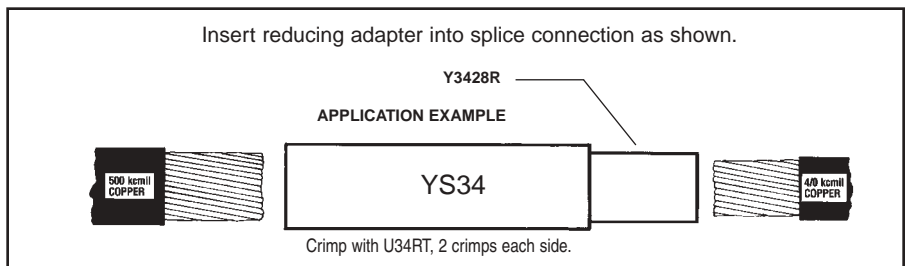 Insert reducing adapter into splice connection as shown.
Y3428R
APPLICATION EXAMPLE
500 kcmil
COPPER
YS34
4/0 kcmil
COPPER
Crimp with U34RT, 2 crimps each side.